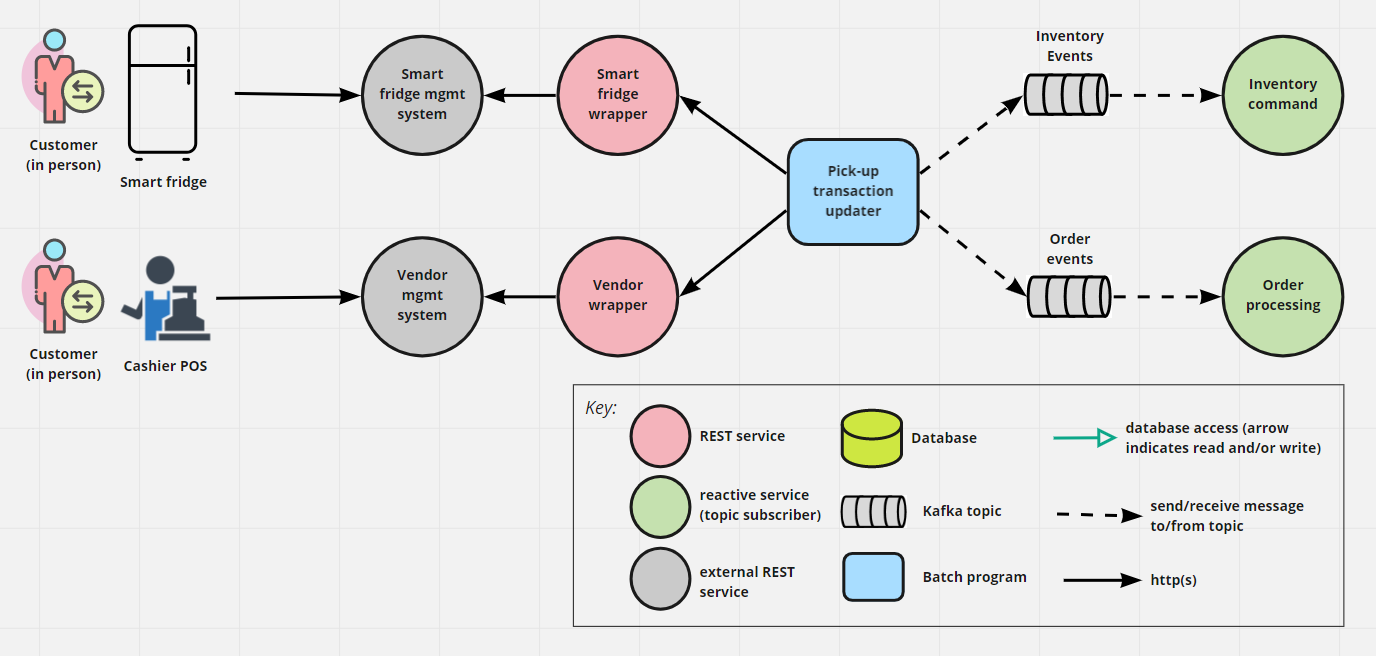 Customer
(in person)
Smart fridge
Smart
fridge mgmt
system
Smart
fridge
wrapper
Pick-up
transaction
updater
Inventory
Events
Inventory
command
Customer
(in person)
Cashier POS
Vendor
mgmt
system
Vendor
wrapper
Order
events
Order
processing
Key:
REST service
Database
database access (arrow
indicates read and/or write)
reactive service
(topic subscriber)
Kafka topic
send/receive message
to/from topic
external REST
service
Batch program
http(s)